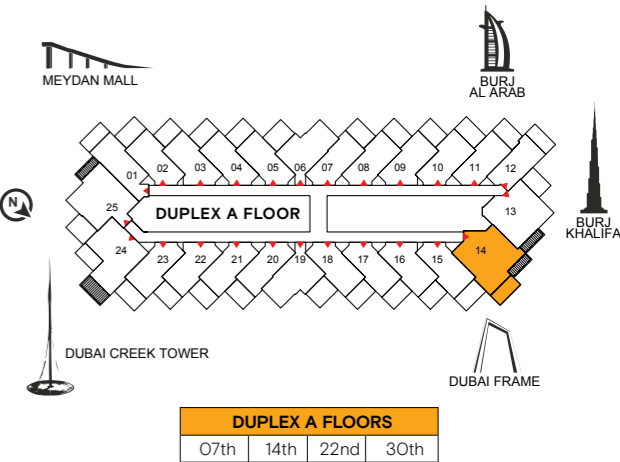 MEYDAN MALL
BURJ
AL ARAB
BURJ
KHALIFA
N
01 02 03 04 05 06 07 08 09 10 11 12
13
25
DUPLEX A FLOOR
24 23 22 21 20 19 18 17 16 15 14
DUBAI CREEK TOWER
DUBAI FRAME
DUPLEX A FLOORS
07th 14th 22nd 30th